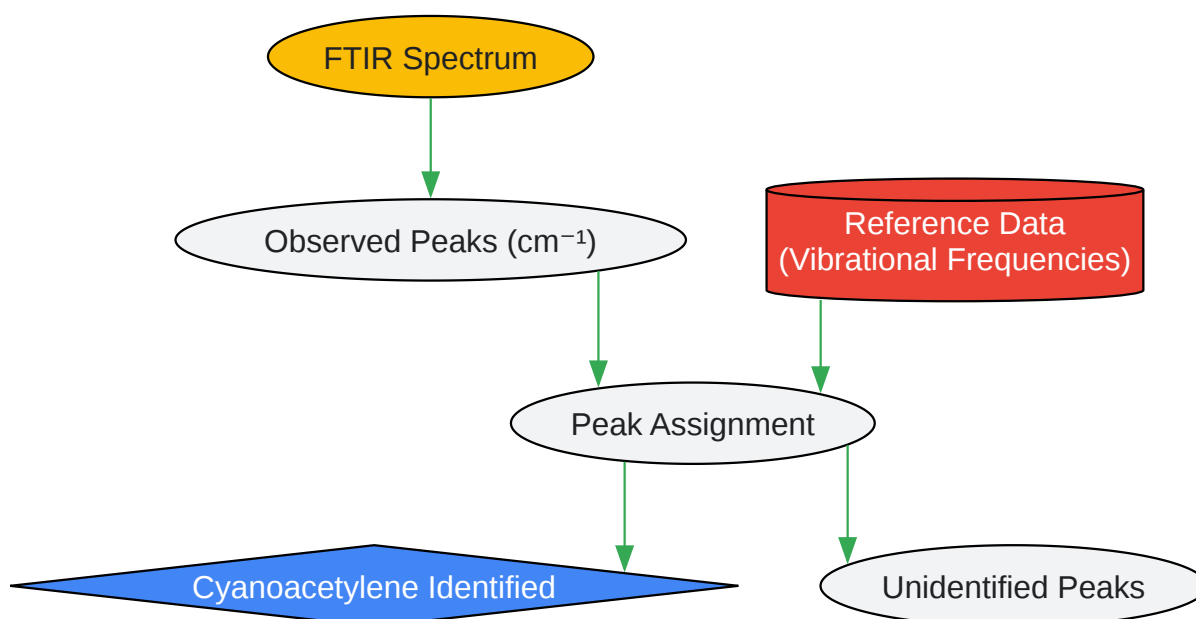 FTIR Spectrum
Observed Peaks (cm⁻¹)
Reference Data
(Vibrational Frequencies)
Peak Assignment
Cyanoacetylene Identified
Unidentified Peaks